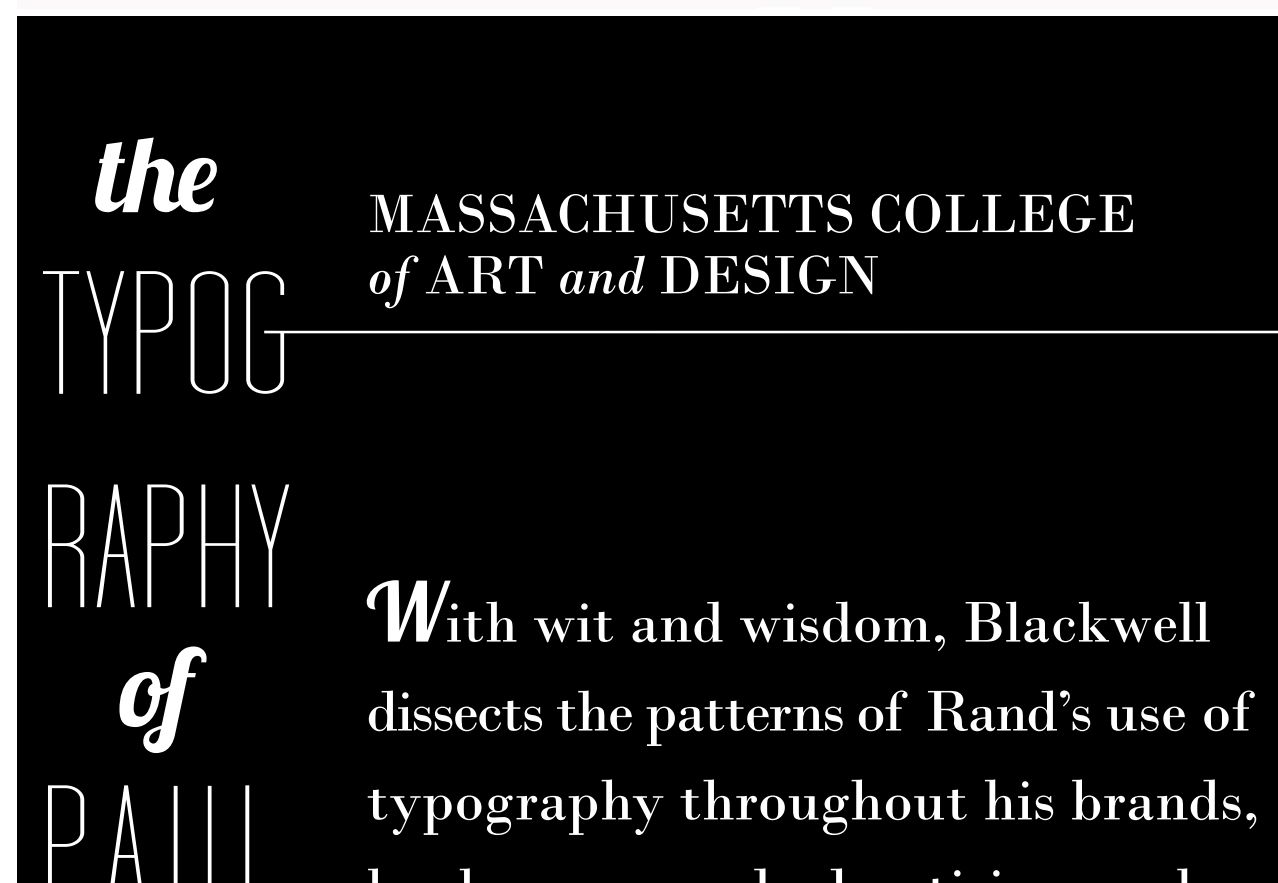 the
TYPOG
RAPHY
of
PAUL
MASSACHUSETTS COLLEGE
of ART and DESIGN
With wit and wisdom, Blackwell
dissects the patterns of Rand’s use of
typography throughout his brands,